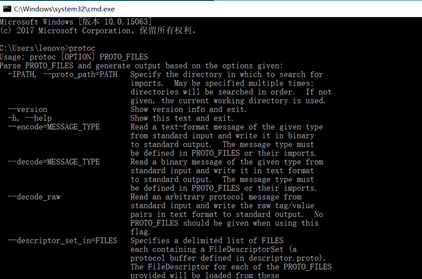 C:\Windows\system32\cmd.exe
Microsoft Windows [版本 10.0.15063]
(c) 2017 Microsoft Corporation。保留所有权利。
C:\Users\lenovo>protoc
Usage: protoc [OPTION] PROTO_FILES
Parse PROTO_FILES and generate output based on the options given:
-IPATH, --proto_path=PATH   Specify the directory in which to search for
imports.  May be specified multiple times;
directories will be searched in order.  If not
given, the current working directory is used.
--version                   Show version info and exit.
-h, --help                  Show this text and exit.
--encode=MESSAGE_TYPE       Read a text-format message of the given type
from standard input and write it in binary
to standard output.  The message type must
be defined in PROTO_FILES or their imports.
--decode=MESSAGE_TYPE       Read a binary message of the given type from
standard input and write it in text format
to standard output.  The message type must
be defined in PROTO_FILES or their imports.
--decode_raw                Read an arbitrary protocol message from
standard input and write the raw tag/value
pairs in text format to standard output.  No
PROTO_FILES should be given when using this
flag.
--descriptor_set_in=FILES   Specifies a delimited list of FILES
each containing a FileDescriptorSet (a
protocol buffer defined in descriptor.proto).
The FileDescriptor for each of the PROTO_FILES
provided will be loaded from these